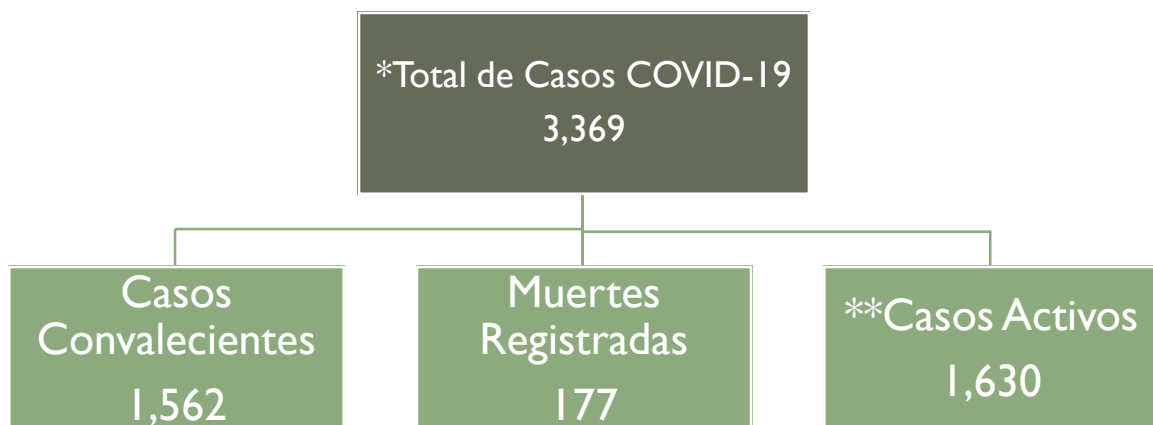 *Total de Casos COVID-19
3,369
Casos
Convalecientes
1,562
Muertes
Registradas
177
**Casos Activos
1,630